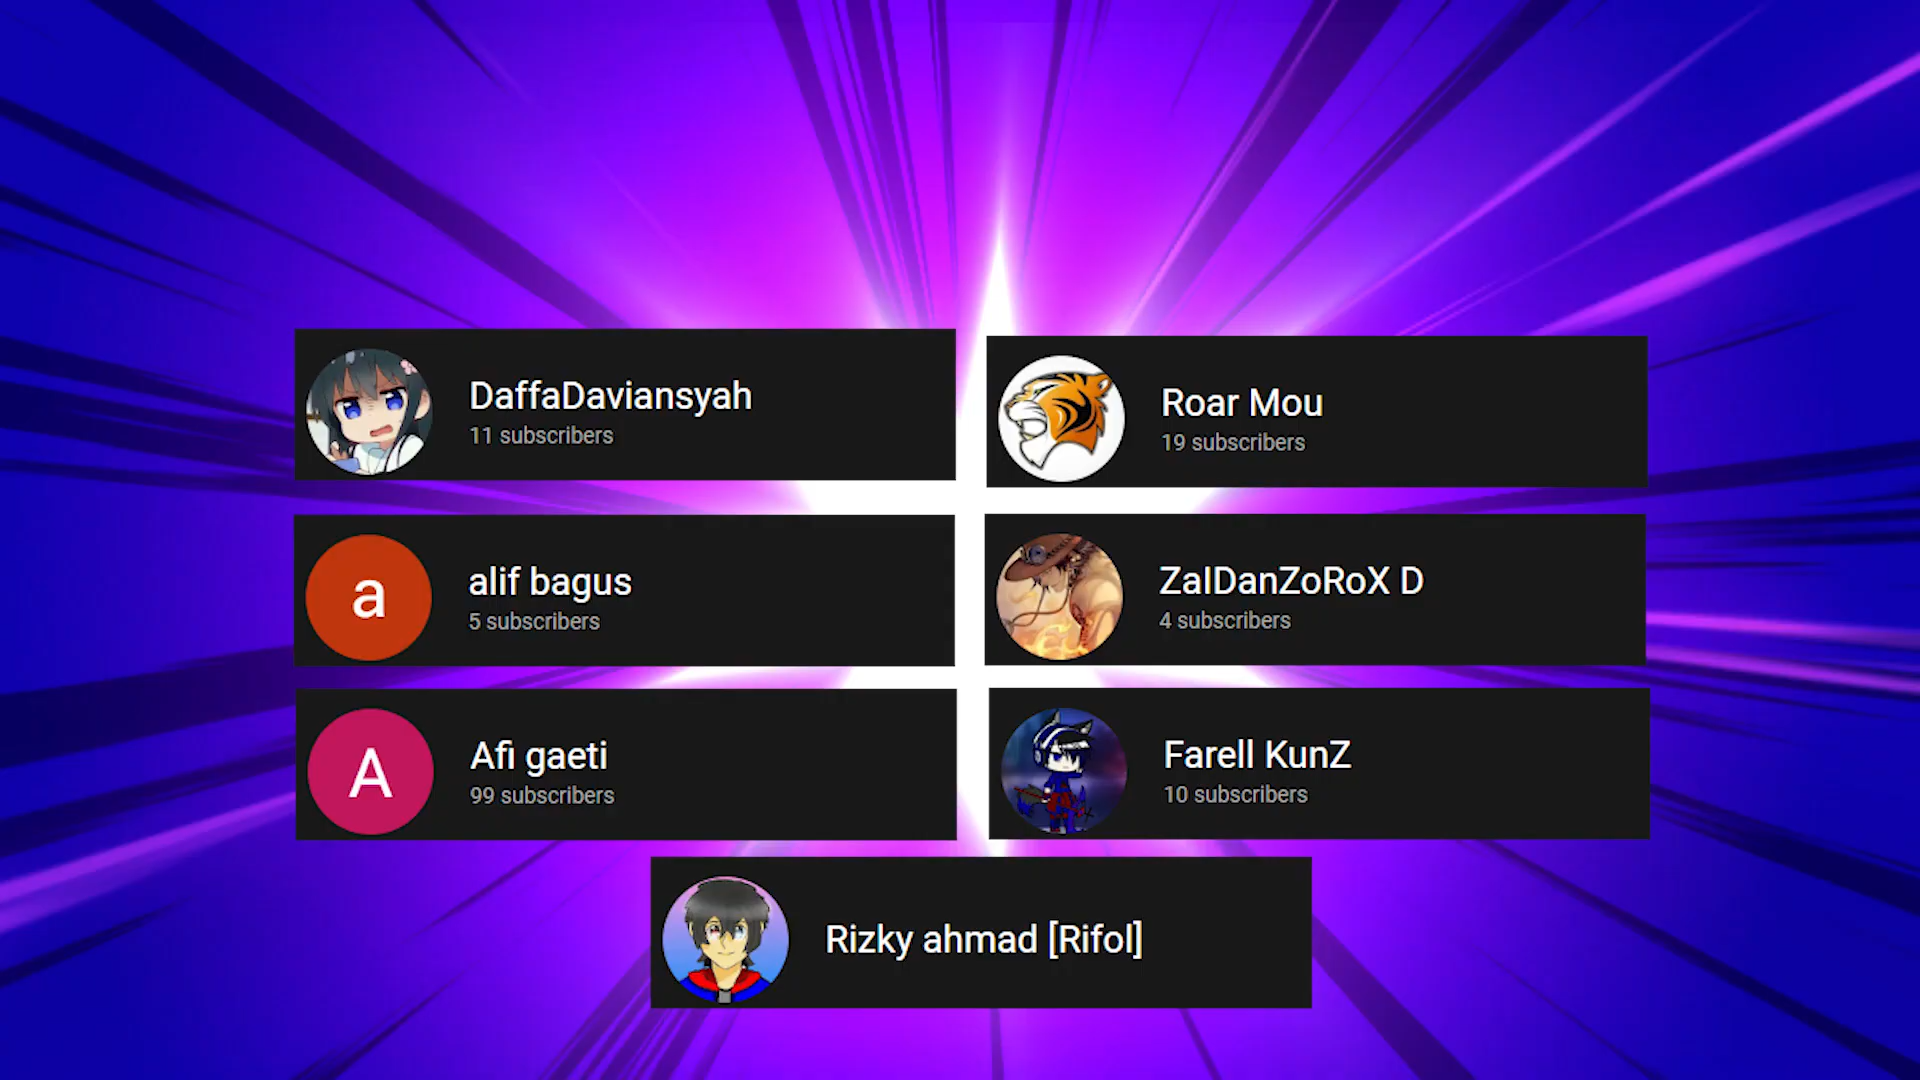 DaffaDaviansyah
11 subscribers
Roar Mou
19 subscribers
a
alif bagus
5 subscribers
ZaIDanZoRoX D
4 subscribers
A
Afi gaeti
99 subscribers
Farell KunZ
10 subscribers
Rizky ahmad [Rifol]